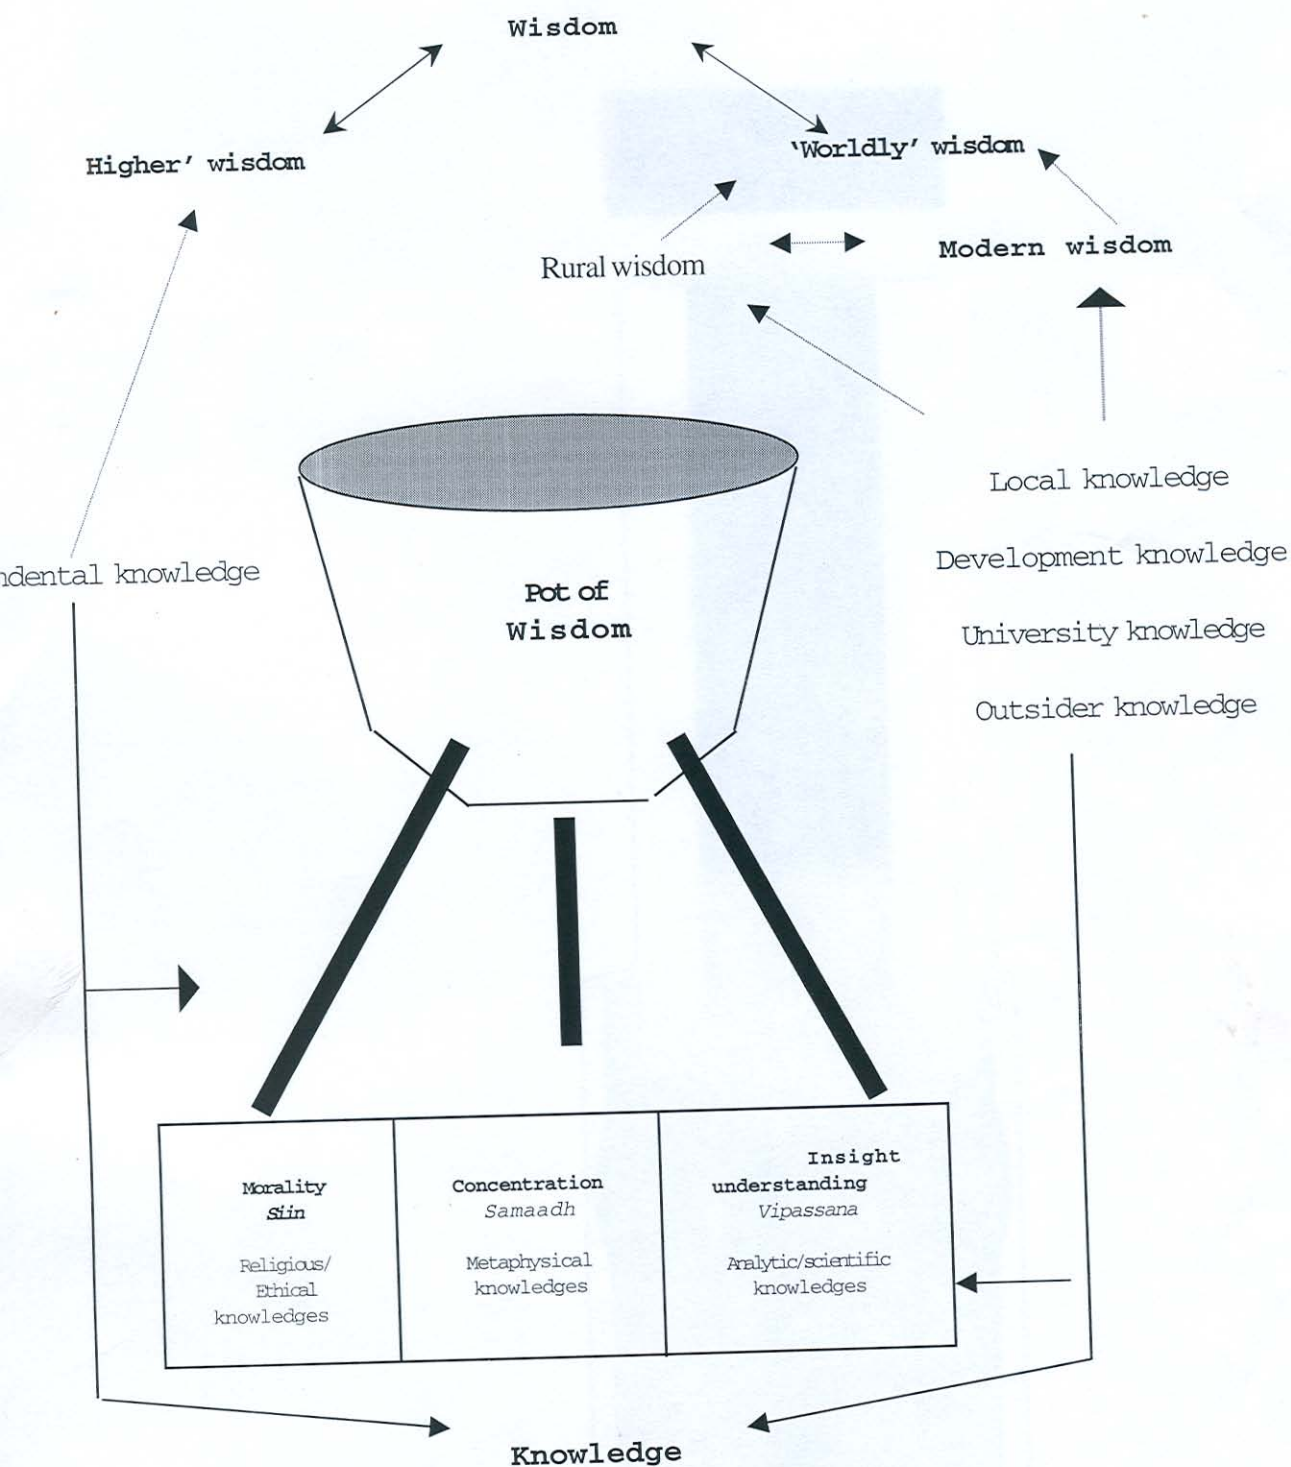 Wisdom
Higher' wisdom
'Worldly' wisdom
Rural wisdom
Modern wisdom
Local knowledge
ndental knowledge
Development knowledge
Pot of
Wisdom
University knowledge
Outsider knowledge
Morality
Siin
Religious/
Ethical
knowledges
Concentration
Samaadh
Metaphysical
knowledges
Insight
understanding
Vipassana
Analytic/scientific
knowledges
Knowledge